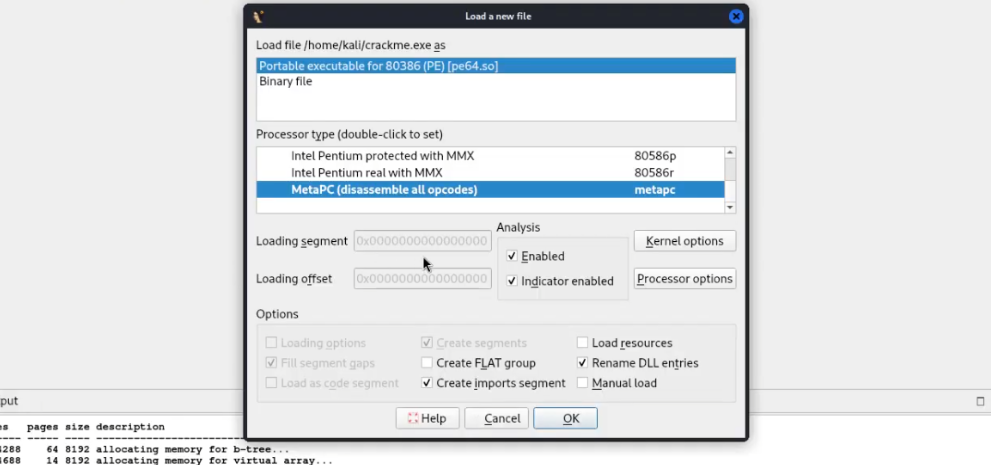 Load a new file
Load file /home/kali/crackme.exe as
Portable executable for 80386 (PE) [pe64.so]
Binary file
Processor type (double-click to set)
Intel Pentium protected with MMX 80586p
Intel Pentium real with MMX 80586r
MetaPC (disassemble all opcodes) metapc
Analysis
Loading segment 0x0000000000000000 Kernel options
Enabled
Loading offset 0x0000000000000000 Indicator enabled Processor options
Options
Loading options Create segments Load resources
Fill segment gaps Create FLAT group Rename DLL entries
Load as code segment Create imports segment Manual load
Help Cancel OK
put
es pages size description
4288 64 8192 allocating memory for b-tree...
4688 14 8192 allocating memory for virtual array...